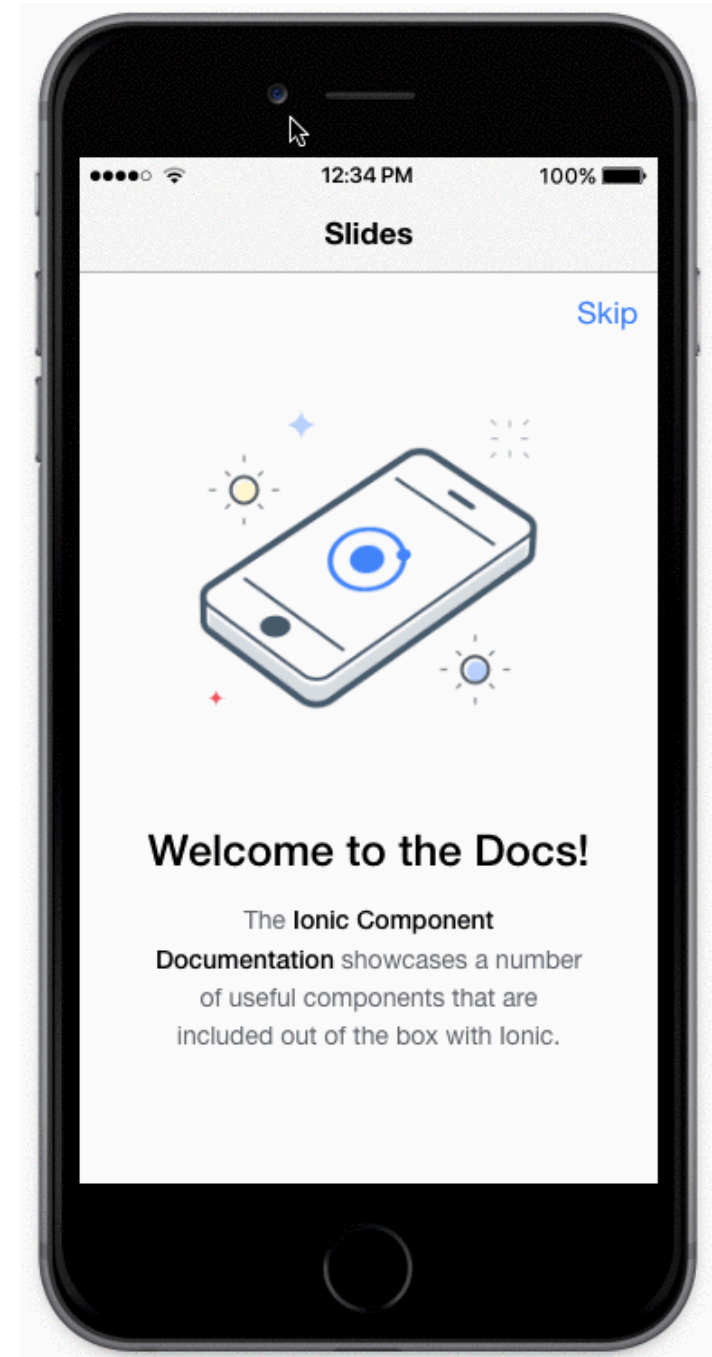 12:34 PM 100%
Slides
Skip
Welcome to the Docs!
The Ionic Component
Documentation showcases a number
of useful components that are
included out of the box with Ionic.